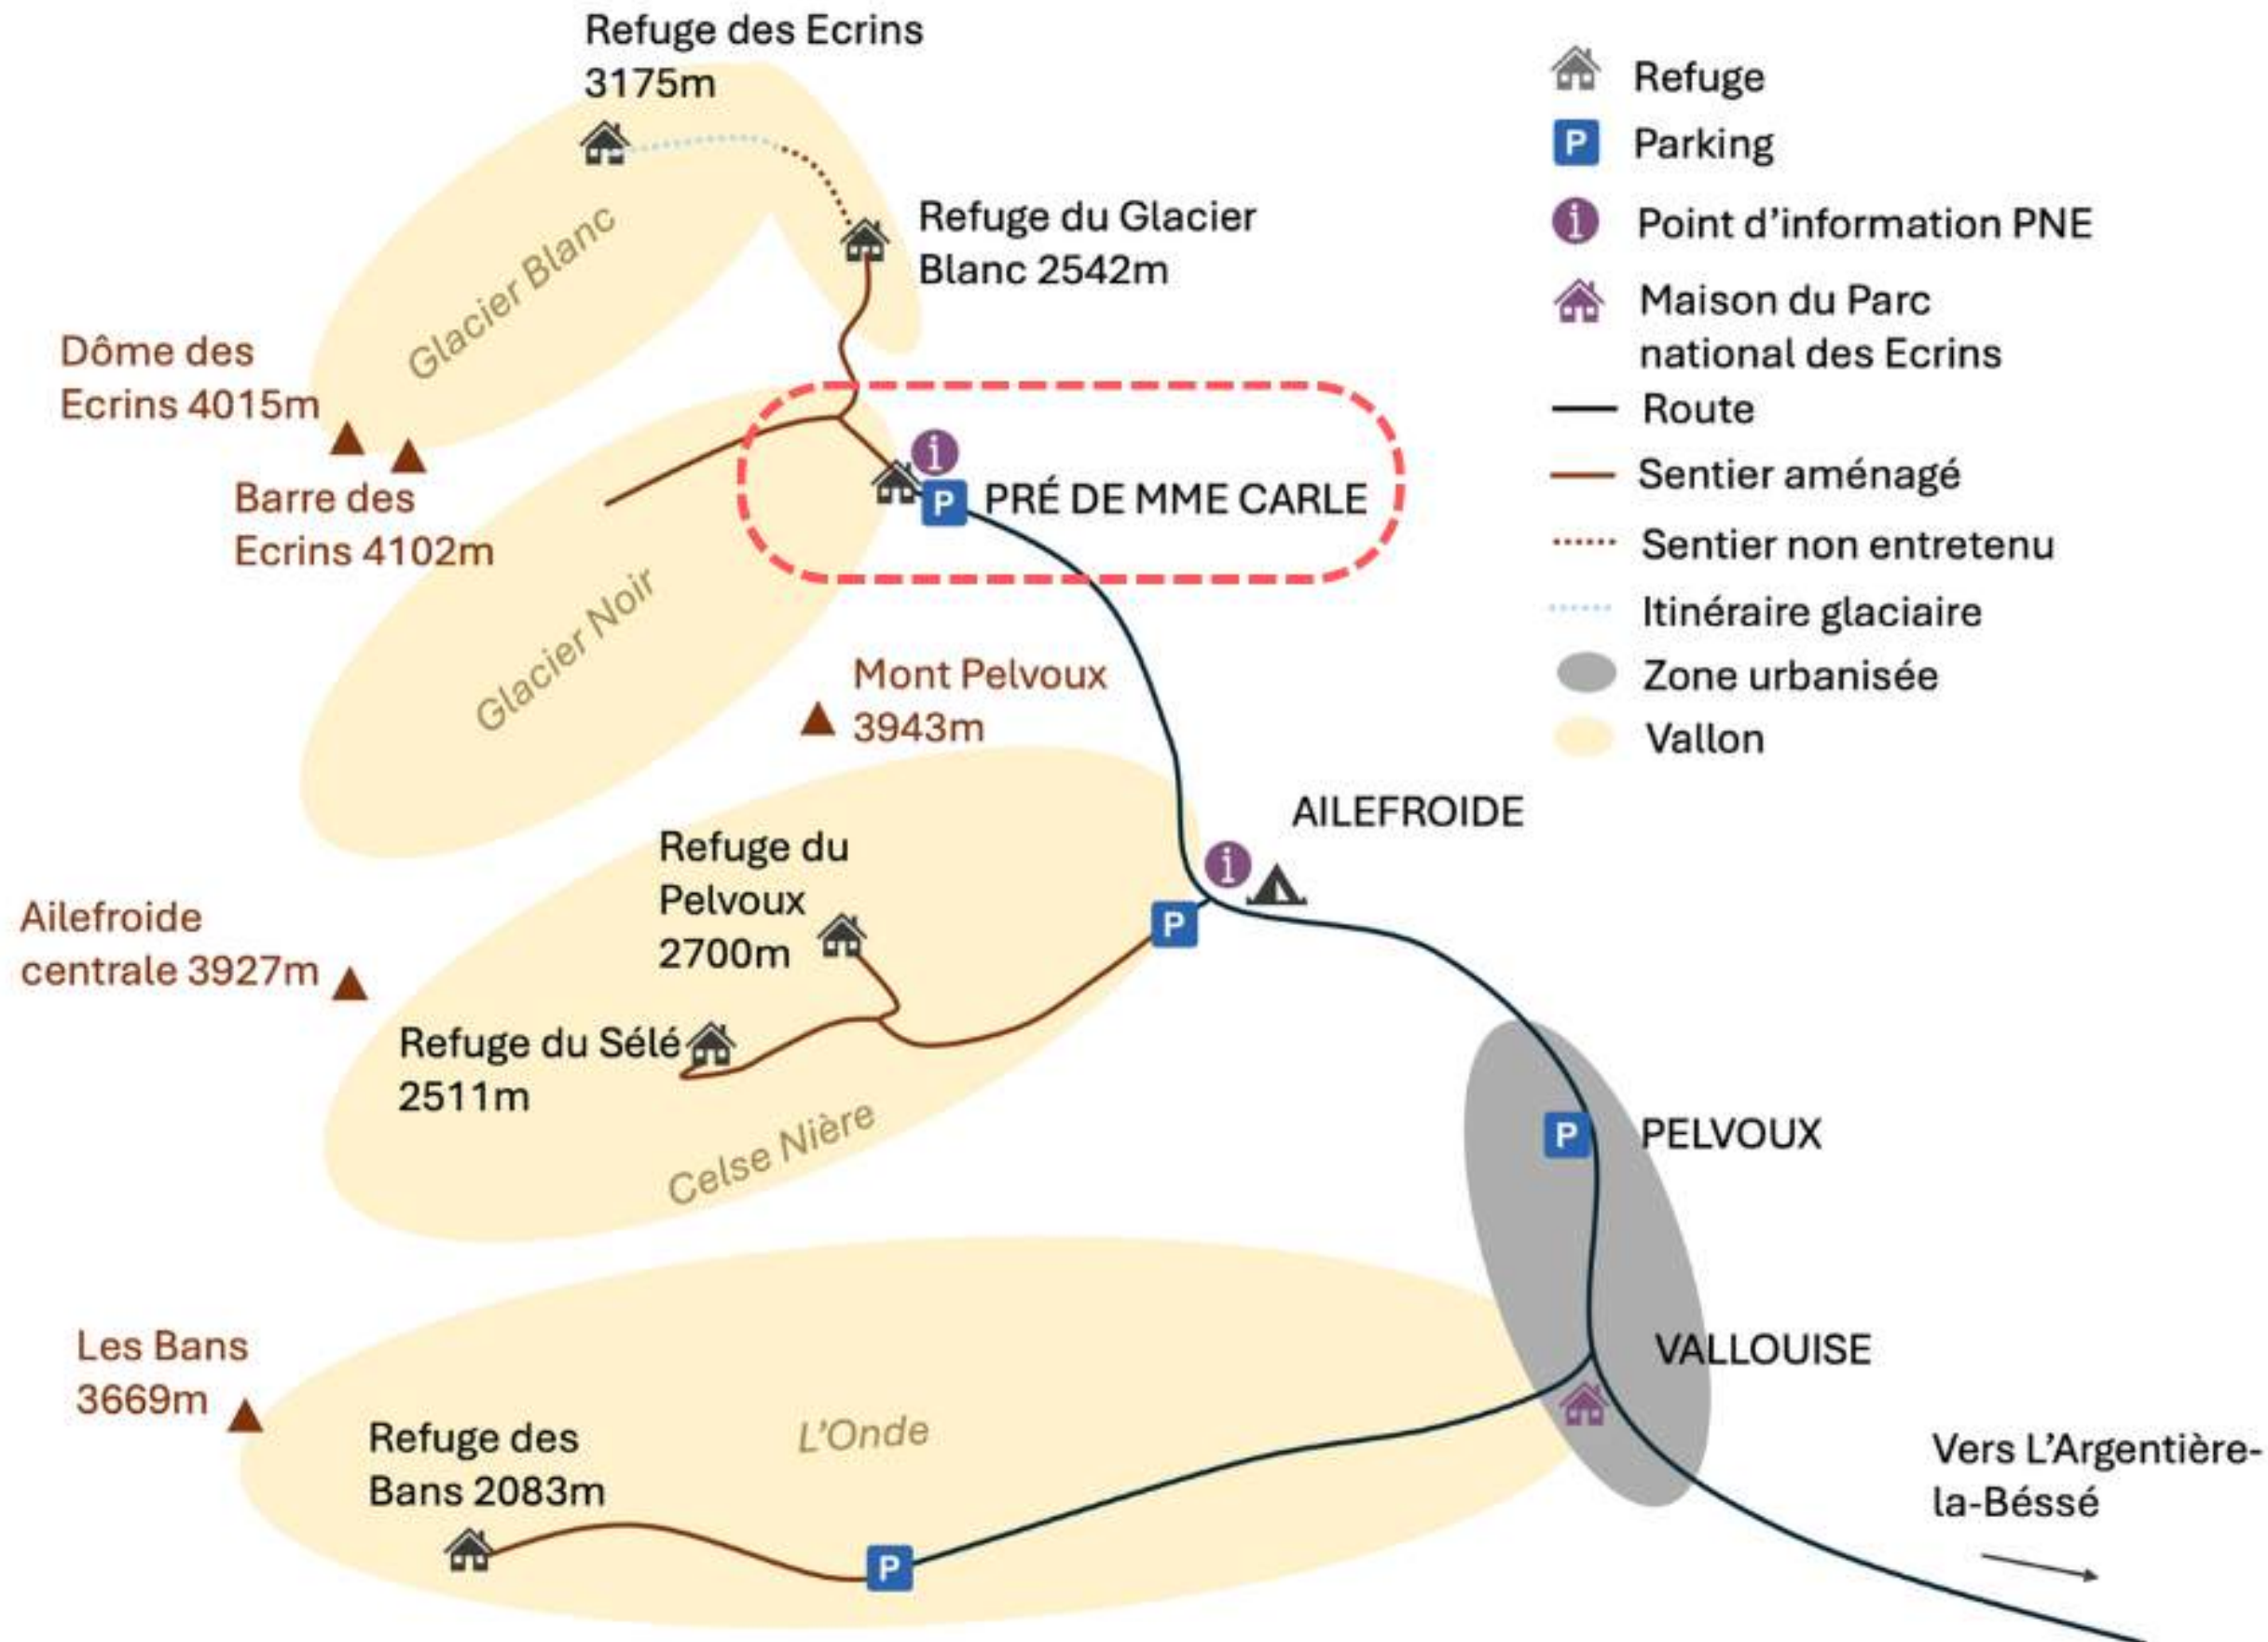 Refuge des Ecrins
3175m
Refuge du Glacier
Blanc 2542m
Glacier Blanc
Dôme des
Ecrins 4015m
Barre des
Ecrins 4102m
i
P
PRÉ DE MME CARLE
Glacier Noir
Mont Pelvoux
3943m
AILEFROIDE
i
P
Refuge du
Pelvoux
2700m
Ailefroide
centrale 3927m
Refuge du Sélé
2511m
Celse Nière
P
PELVOUX
VALLOUISE
Les Bans
3669m
L'Onde
Refuge des
Bans 2083m
P
Vers L'Argentière-
la-Béssé
Refuge
P
Parking
i
Point d'information PNE
Maison du Parc
national des Ecrins
Route
Sentier aménagé
Sentier non entretenu
Itinéraire glaciaire
Zone urbanisée
Vallon